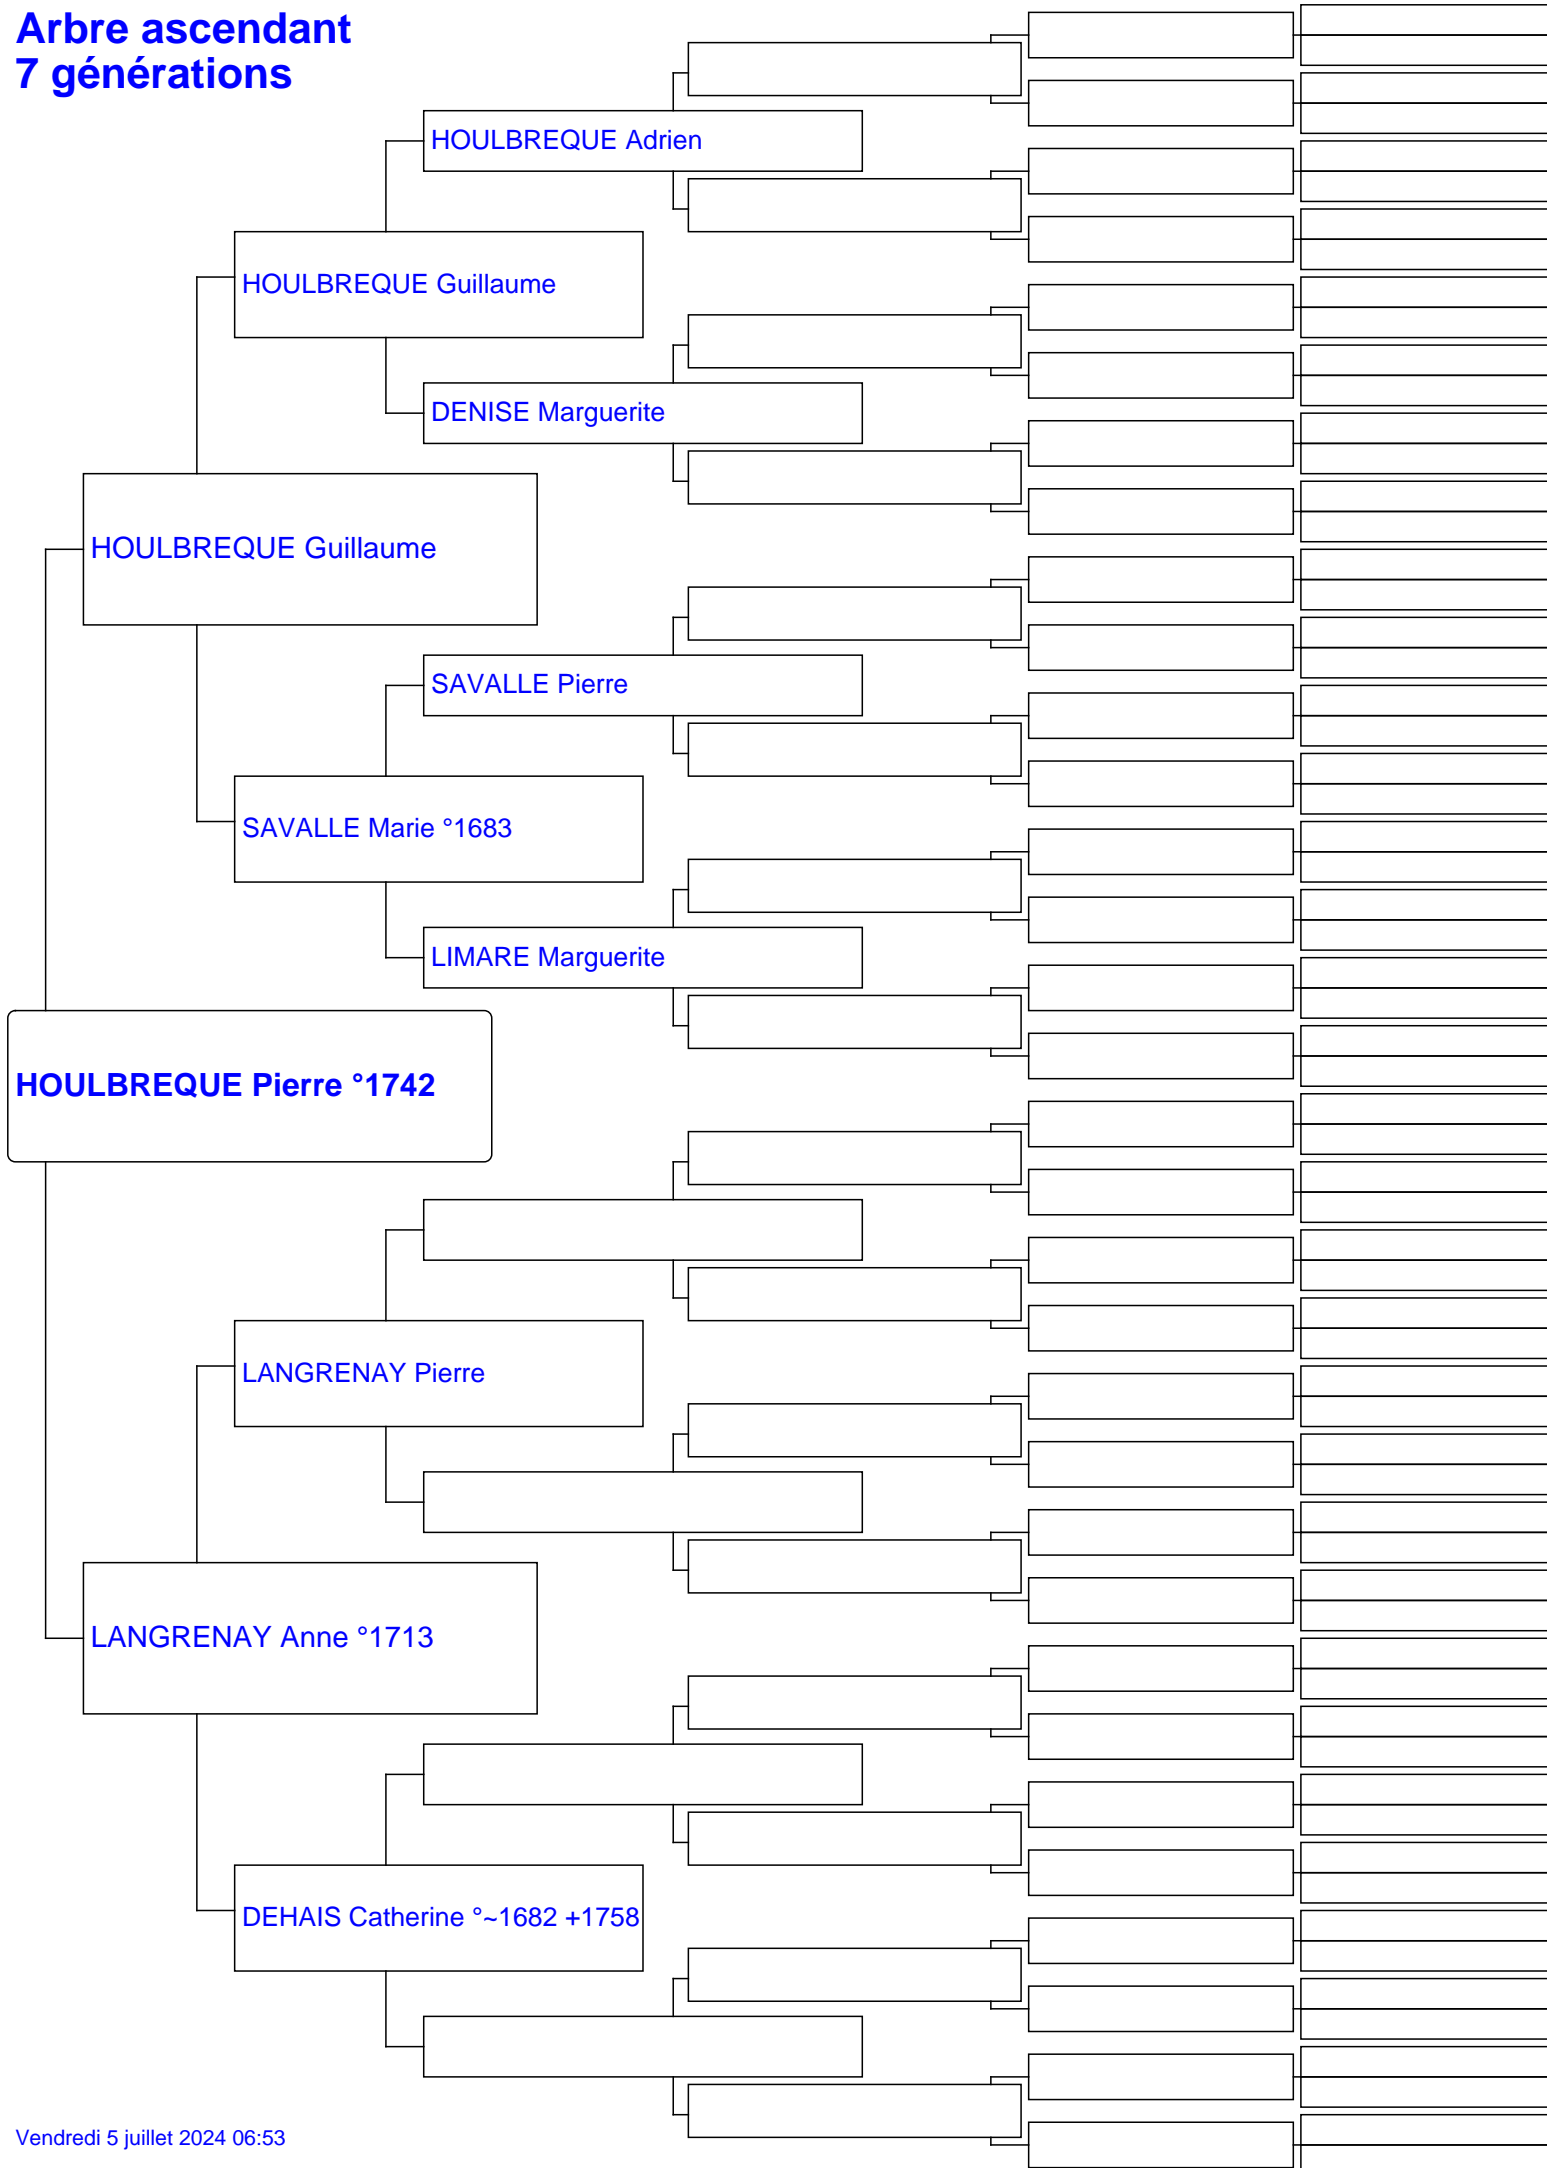 Arbre ascendant
7 générations
HOULBREQUE Adrien
HOULBREQUE Guillaume
DENISE Marguerite
HOULBREQUE Guillaume
SAVALLE Pierre
SAVALLE Marie °1683
LIMARE Marguerite
HOULBREQUE Pierre °1742
LANGRENAY Pierre
LANGRENAY Anne °1713
DEHAIS Catherine °~1682 +1758
Vendredi 5 juillet 2024 06:53